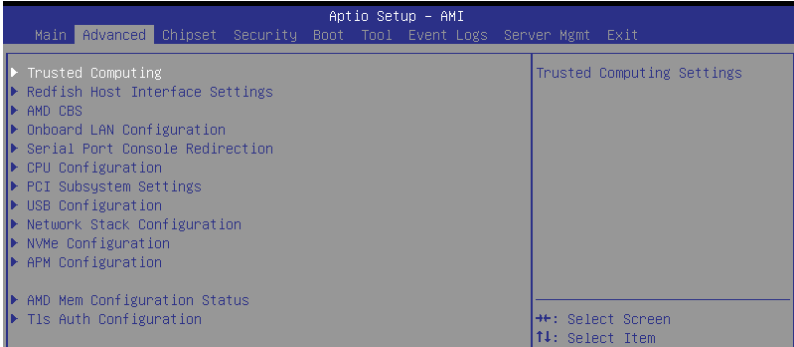 Aptio Setup - AMI
Main Advanced Chipset Security Boot Tool Event Logs Server Mgmt Exit
Trusted Computing
Redfish Host Interface Settings
AMD CBS
Onboard LAN Configuration
Serial Port Console Redirection
CPU Configuration
PCI Subsystem Settings
USB Configuration
Network Stack Configuration
NVMe Configuration
APM Configuration
AMD Mem Configuration Status
Tls Auth Configuration
Trusted Computing Settings
→←: Select Screen
↑↓: Select Item